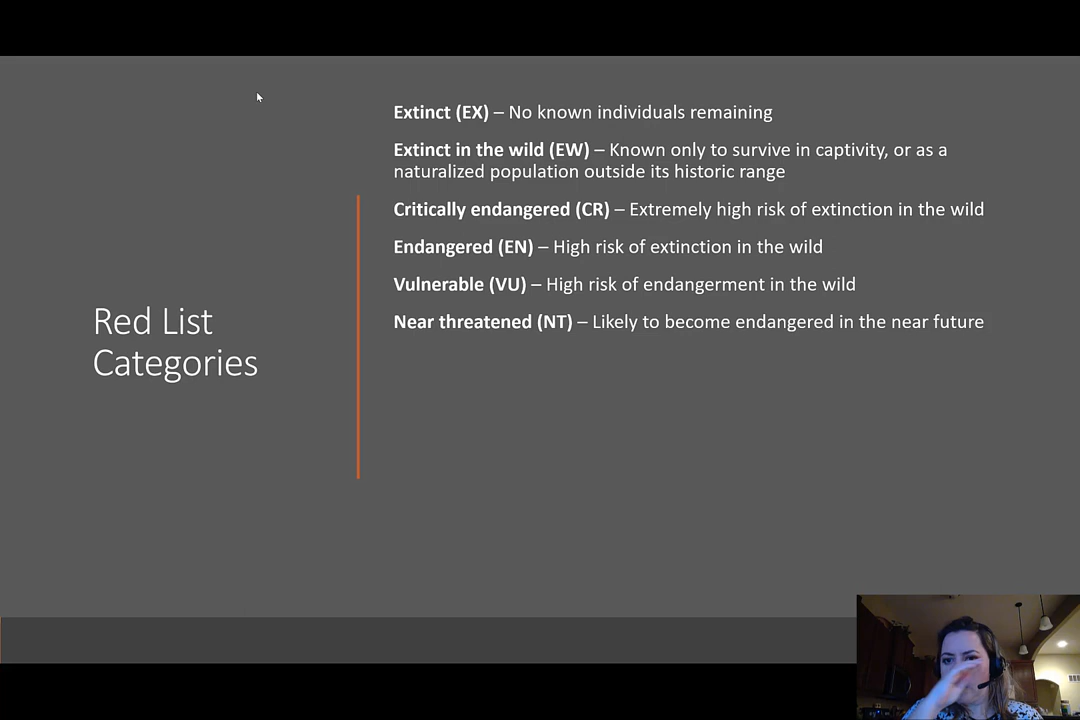 Extinct (EX) – No known individuals remaining
Extinct in the wild (EW) – Known only to survive in captivity, or as a
naturalized population outside its historic range
Critically endangered (CR) – Extremely high risk of extinction in the wild
Endangered (EN) – High risk of extinction in the wild
Vulnerable (VU) – High risk of endangerment in the wild
Near threatened (NT) – Likely to become endangered in the near future
Red List
Categories